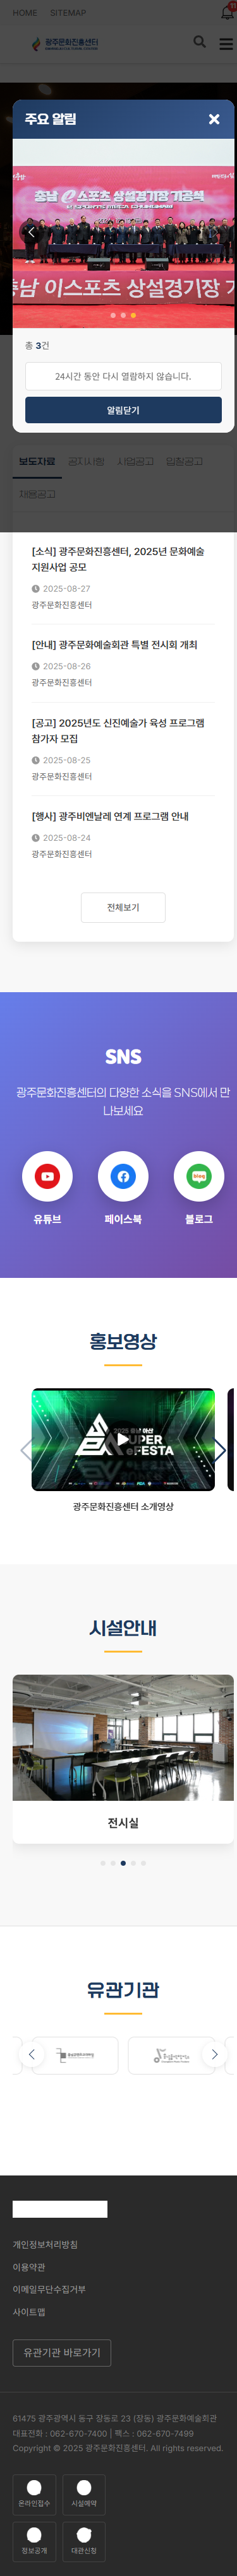 HOME SITEMAP
11
광주문화진흥센터
주요 알림
충남 e스포츠 상설경기장 기공식
충남 이스포츠 상설경기장 기
총 3건
24시간 동안 다시 열람하지 않습니다.
알림닫기
보도자료 공지사항 사업공고 입찰공고
채용공고
[소식] 광주문화진흥센터, 2025년 문화예술
지원사업 공모
2025-08-27
광주문화진흥센터
[안내] 광주문화예술회관 특별 전시회 개최
2025-08-26
광주문화진흥센터
[공고] 2025년도 신진예술가 육성 프로그램
참가자 모집
2025-08-25
광주문화진흥센터
[행사] 광주비엔날레 연계 프로그램 안내
2025-08-24
광주문화진흥센터
전체보기
SNS
광주문화진흥센터의 다양한 소식을 SNS에서 만
나보세요
blog
유튜브 페이스북 블로그
홍보영상
SUPER
eFESTA
광주문화진흥센터 소개영상
시설안내
전시실
유관기관
개인정보처리방침
이용약관
이메일무단수집거부
사이트맵
유관기관 바로가기
61475 광주광역시 동구 장동로 23 (장동) 광주문화예술회관
대표전화 : 062-670-7400 | 팩스 : 062-670-7499
Copyright © 2025 광주문화진흥센터. All rights reserved.
온라인접수 시설예약
정보공개 대관신청